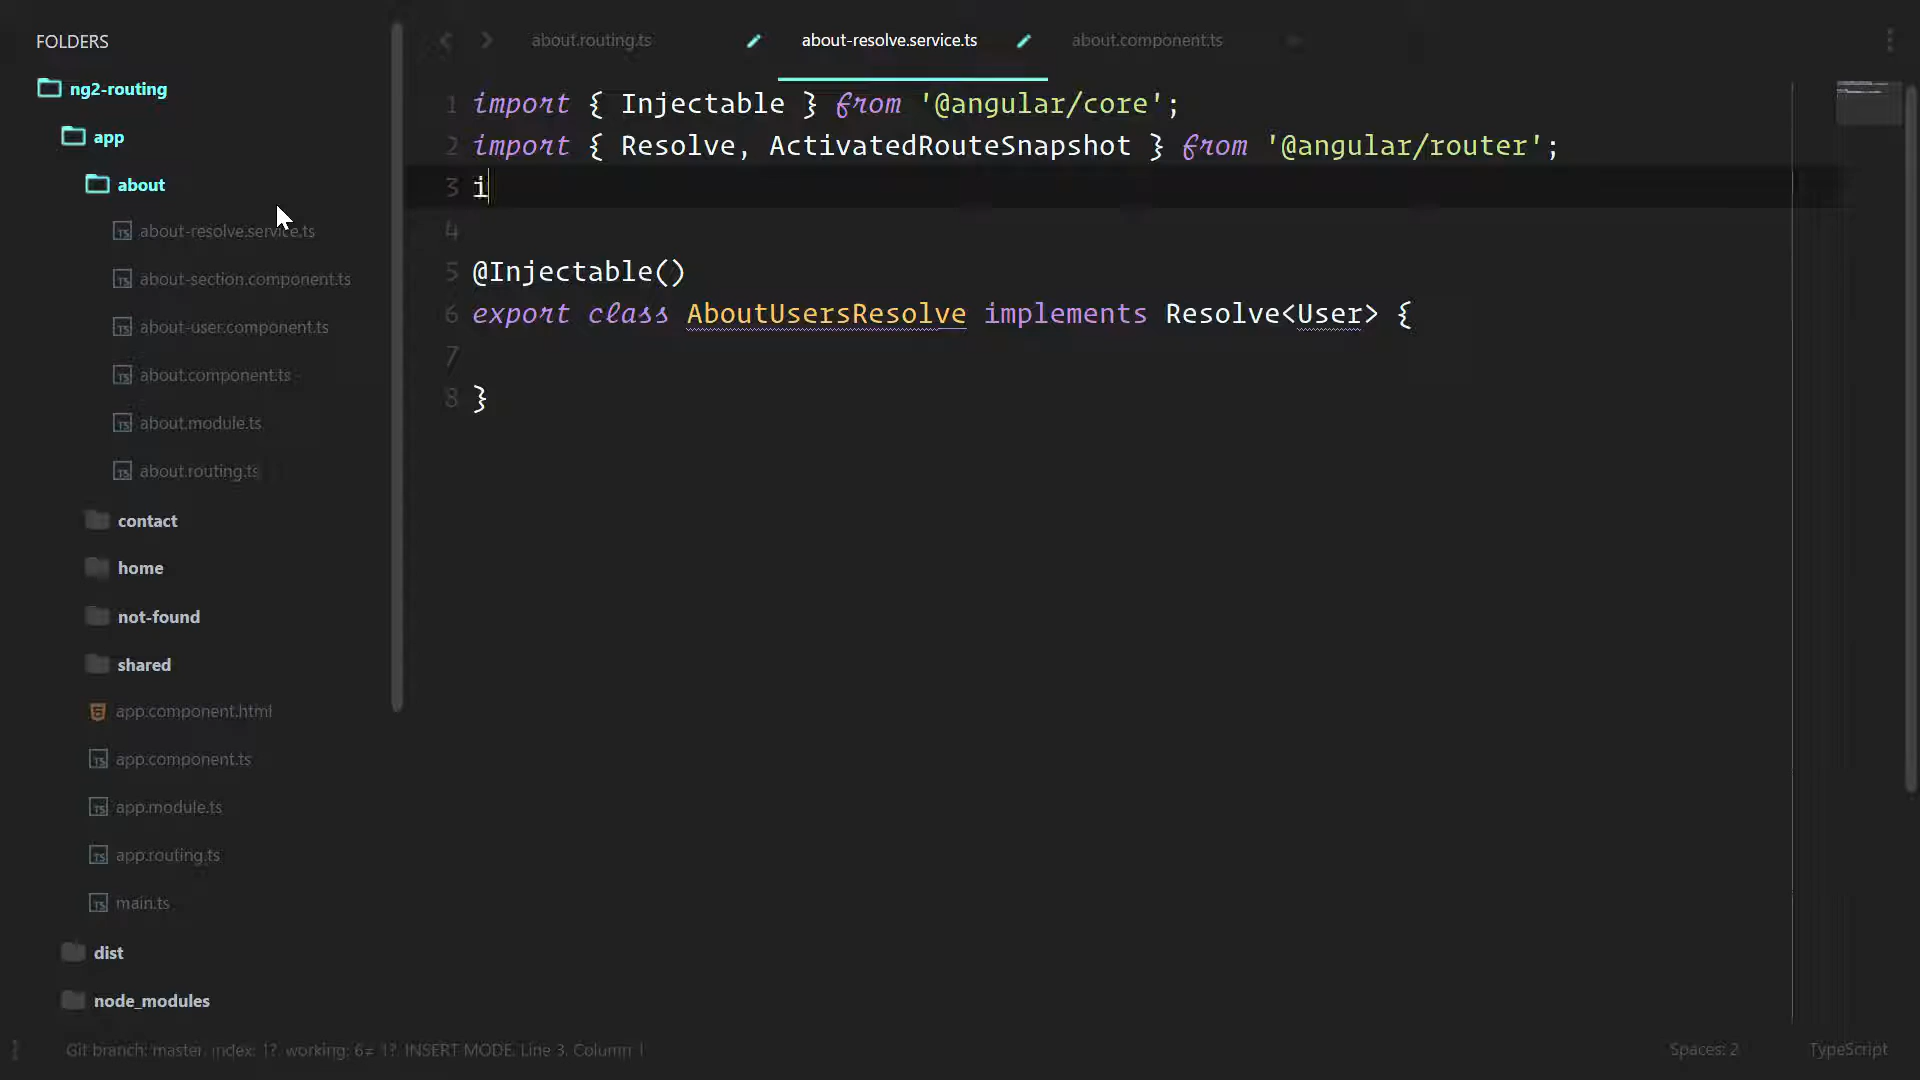 FOLDERS
ng2-routing
app
about
about-resolve.service.ts
about-section.component.ts
about-user.component.ts
about.component.ts
about.module.ts
about.routing.ts
contact
home
not-found
shared
app.component.html
app.component.ts
app.module.ts
app.routing.ts
main.ts
dist
node_modules
about.routing.ts about-resolve.service.ts about.component.ts
1 import { Injectable } from '@angular/core';
2 import { Resolve, ActivatedRouteSnapshot } from '@angular/router';
3 i
4
5 @Injectable()
6 export class AboutUsersResolve implements Resolve<User> {
7
8 }
Git branch: master, index: 1?, working: 6≠ 1?, INSERT MODE, Line 3, Column 1 Spaces: 2 TypeScript